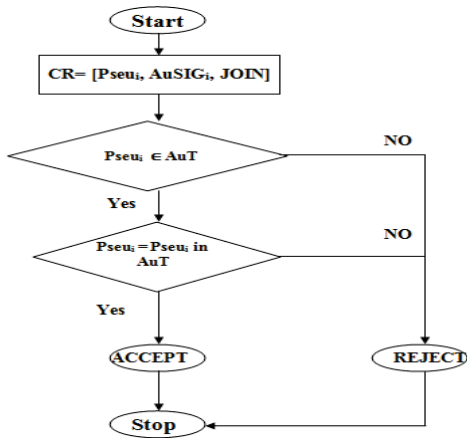 Start
CR= [Pseuᵢ, AuSIGᵢ, JOIN]
Pseuᵢ ∈ AuT
NO
Yes
Pseuᵢ = Pseuᵢ in
AuT
NO
Yes
ACCEPT
REJECT
Stop